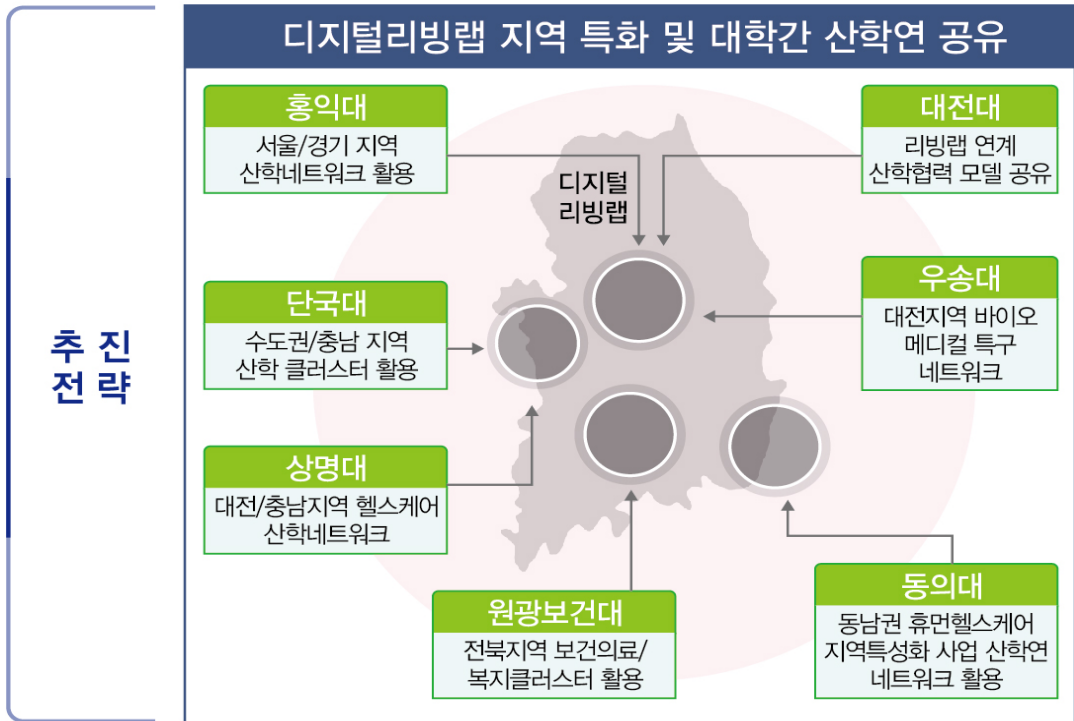 추 진
전 략
디지털리빙랩 지역 특화 및 대학간 산학연 공유
홍익대
서울/경기 지역
산학네트워크 활용
대전대
리빙랩 연계
산학협력 모델 공유
디지털
리빙랩
단국대
수도권/충남 지역
산학 클러스터 활용
우송대
대전지역 바이오
메디컬 특구
네트워크
상명대
대전/충남지역 헬스케어
산학네트워크
원광보건대
전북지역 보건의료/
복지클러스터 활용
동의대
동남권 휴먼헬스케어
지역특성화 사업 산학연
네트워크 활용